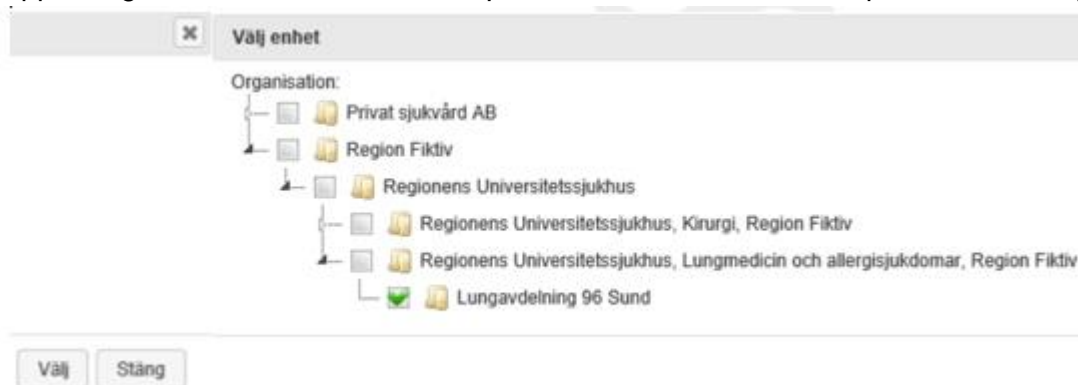 Välj enhet
Organisation:
Privat sjukvård AB
Region Fiktiv
Regionens Universitetssjukhus
Regionens Universitetssjukhus, Kirurgi, Region Fiktiv
Regionens Universitetssjukhus, Lungmedicin och allergisjukdomar, Region Fiktiv
Lungavdelning 96 Sund
Välj Stäng